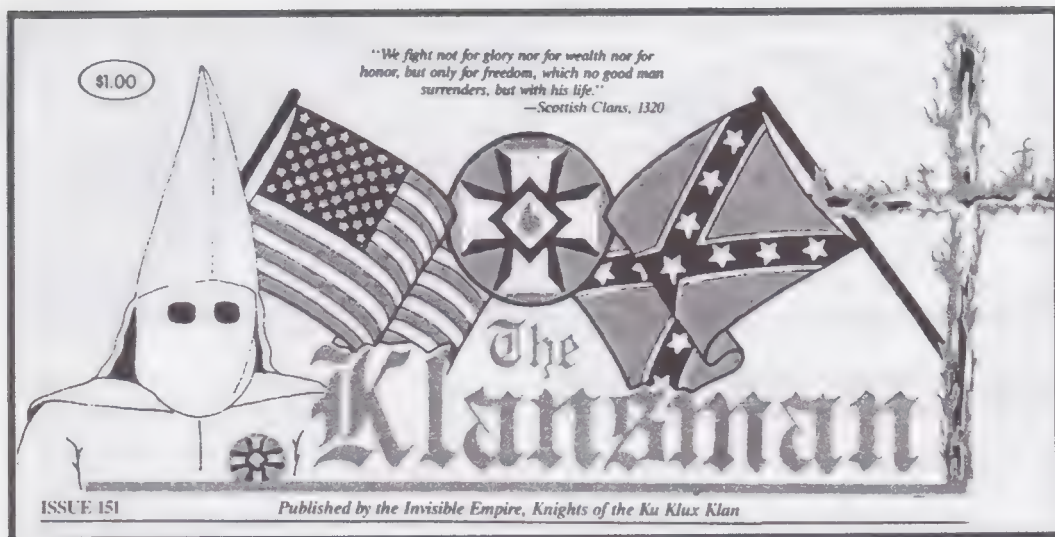 $1.00
"We fight not for glory nor for wealth nor for
honor, but only for freedom, which no good man
surrenders, but with his life."
—Scottish Clans, 1320
The
Klansman
ISSUE 151
Published by the Invisible Empire, Knights of the Ku Klux Klan